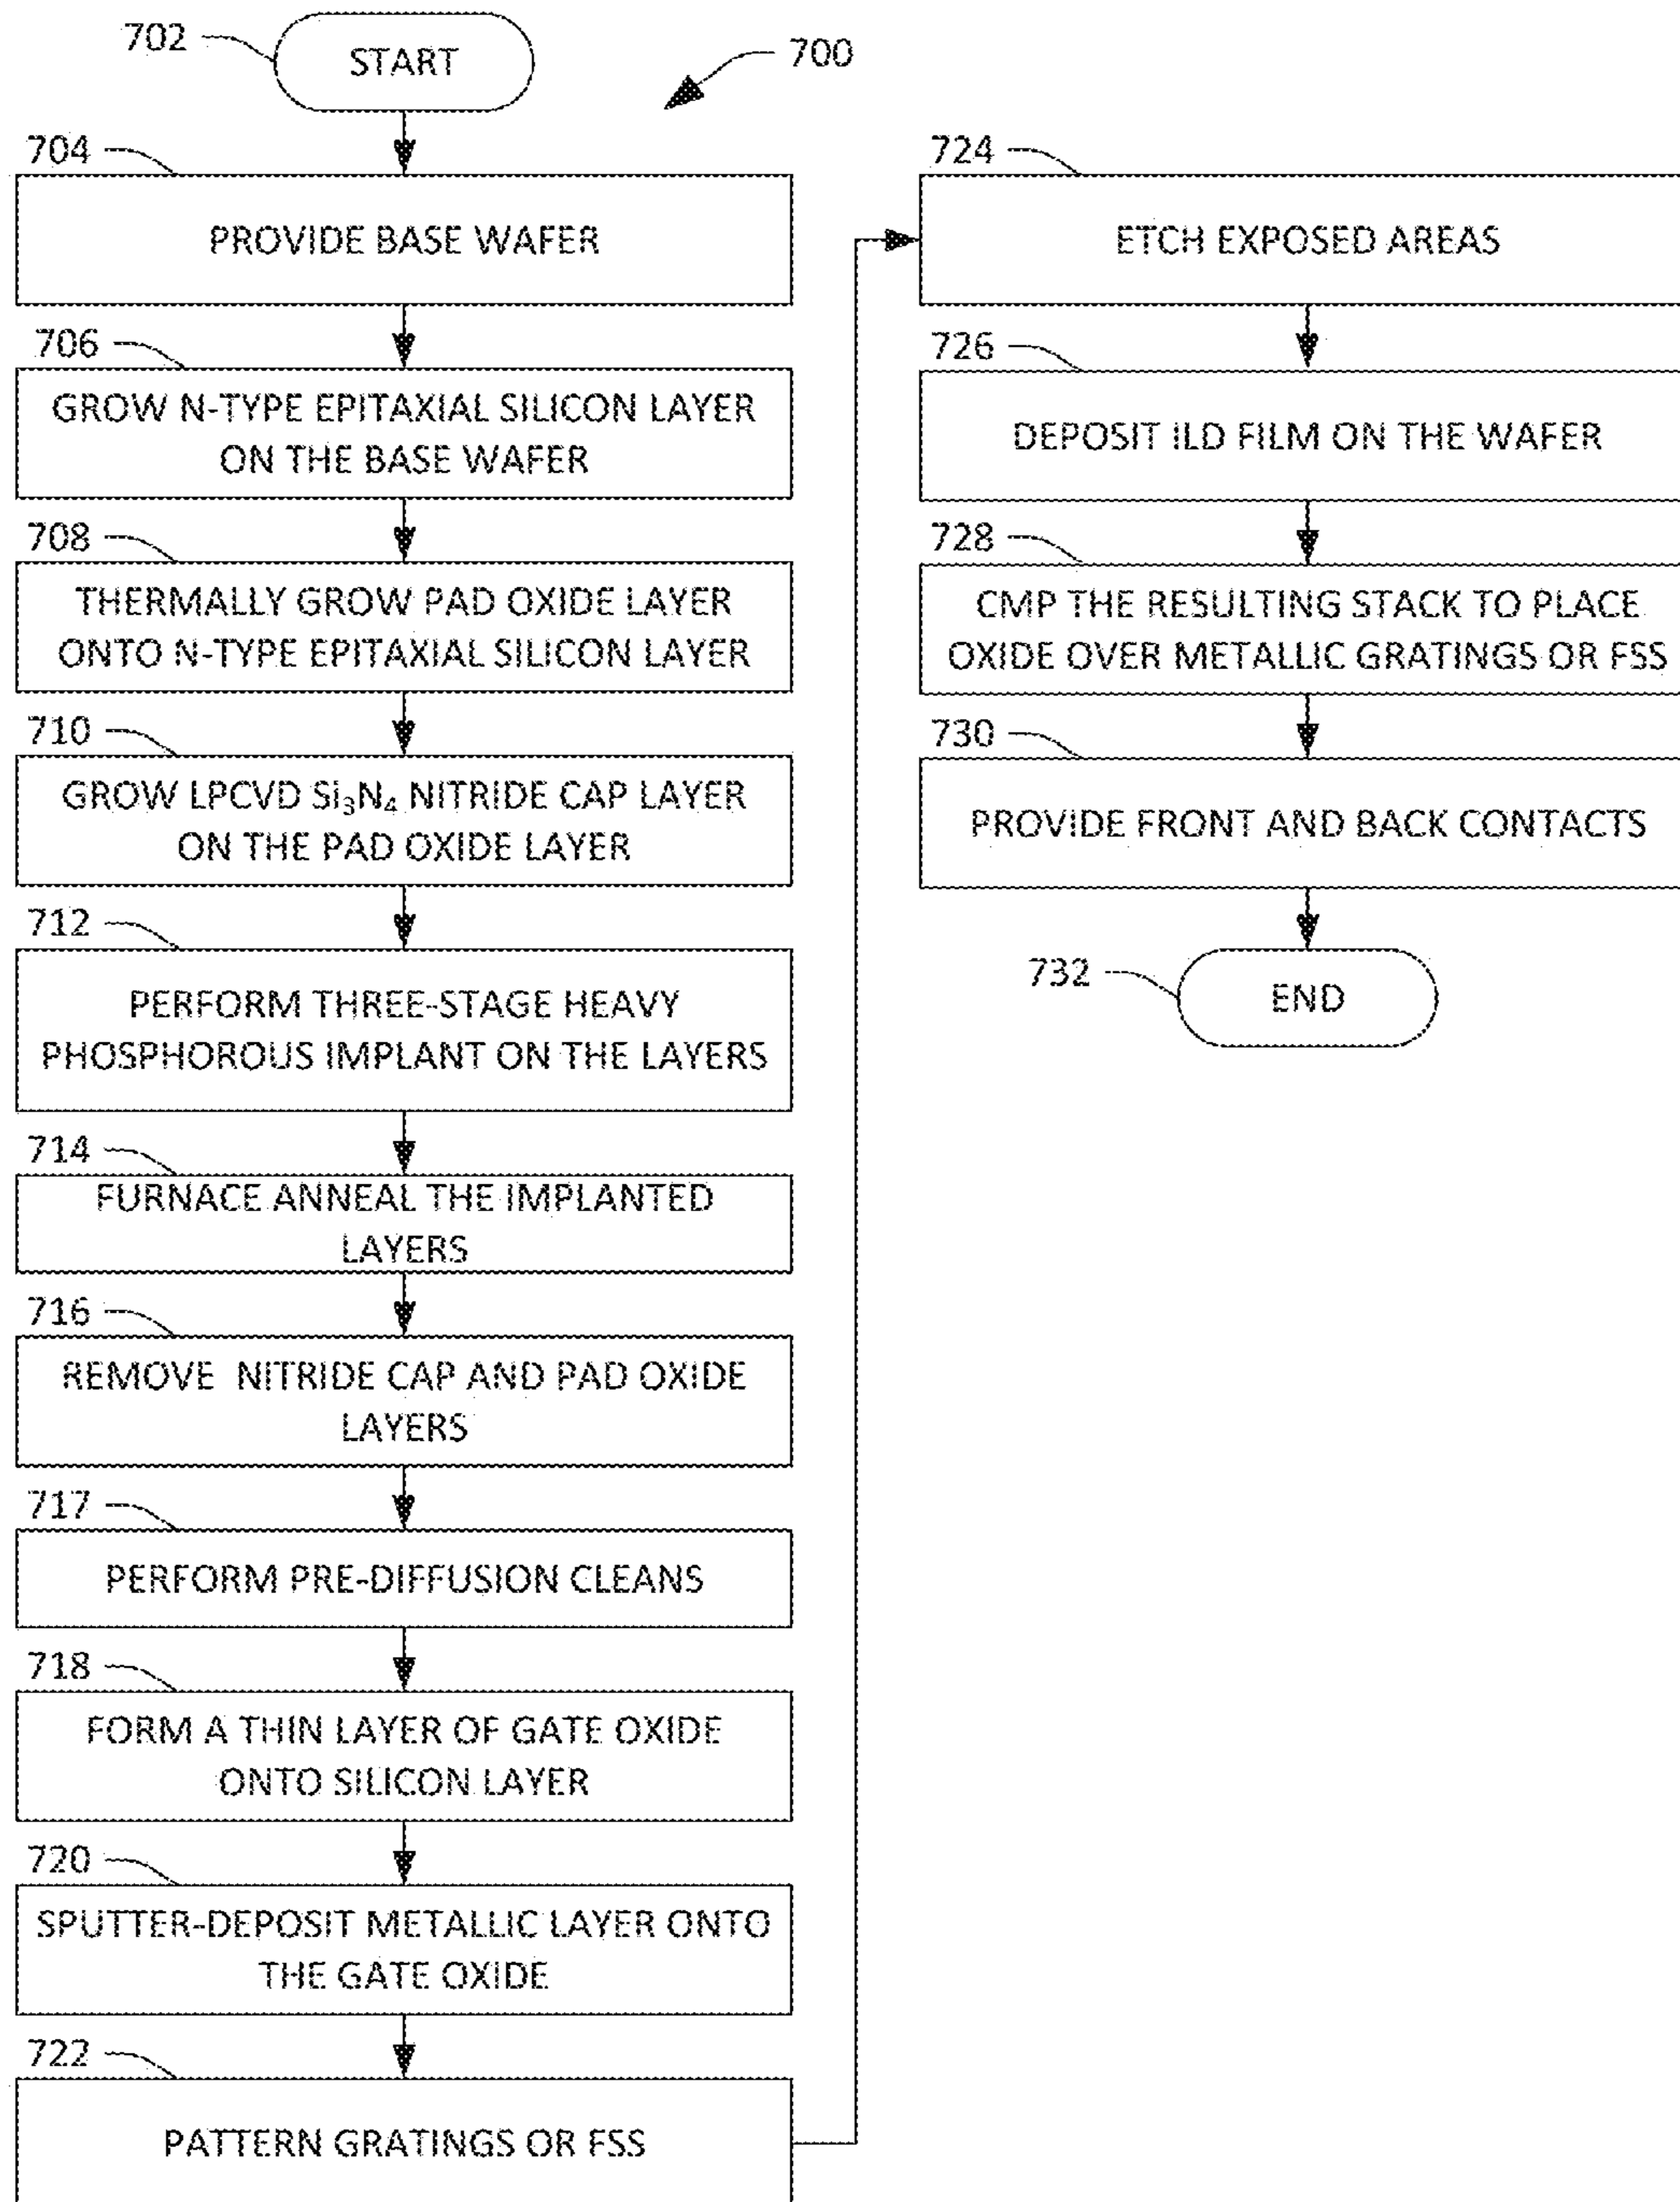 702
START
700
704
PROVIDE BASE WAFER
706
GROW N-TYPE EPITAXIAL SILICON LAYER
ON THE BASE WAFER
708
THERMALLY GROW PAD OXIDE LAYER
ONTO N-TYPE EPITAXIAL SILICON LAYER
710
GROW LPCVD Si₃N₄ NITRIDE CAP LAYER
ON THE PAD OXIDE LAYER
712
PERFORM THREE-STAGE HEAVY
PHOSPHOROUS IMPLANT ON THE LAYERS
714
FURNACE ANNEAL THE IMPLANTED
LAYERS
716
REMOVE NITRIDE CAP AND PAD OXIDE
LAYERS
717
PERFORM PRE-DIFFUSION CLEANS
718
FORM A THIN LAYER OF GATE OXIDE
ONTO SILICON LAYER
720
SPUTTER-DEPOSIT METALLIC LAYER ONTO
THE GATE OXIDE
722
PATTERN GRATINGS OR FSS
724
ETCH EXPOSED AREAS
726
DEPOSIT ILD FILM ON THE WAFER
728
CMP THE RESULTING STACK TO PLACE
OXIDE OVER METALLIC GRATINGS OR FSS
730
PROVIDE FRONT AND BACK CONTACTS
732
END